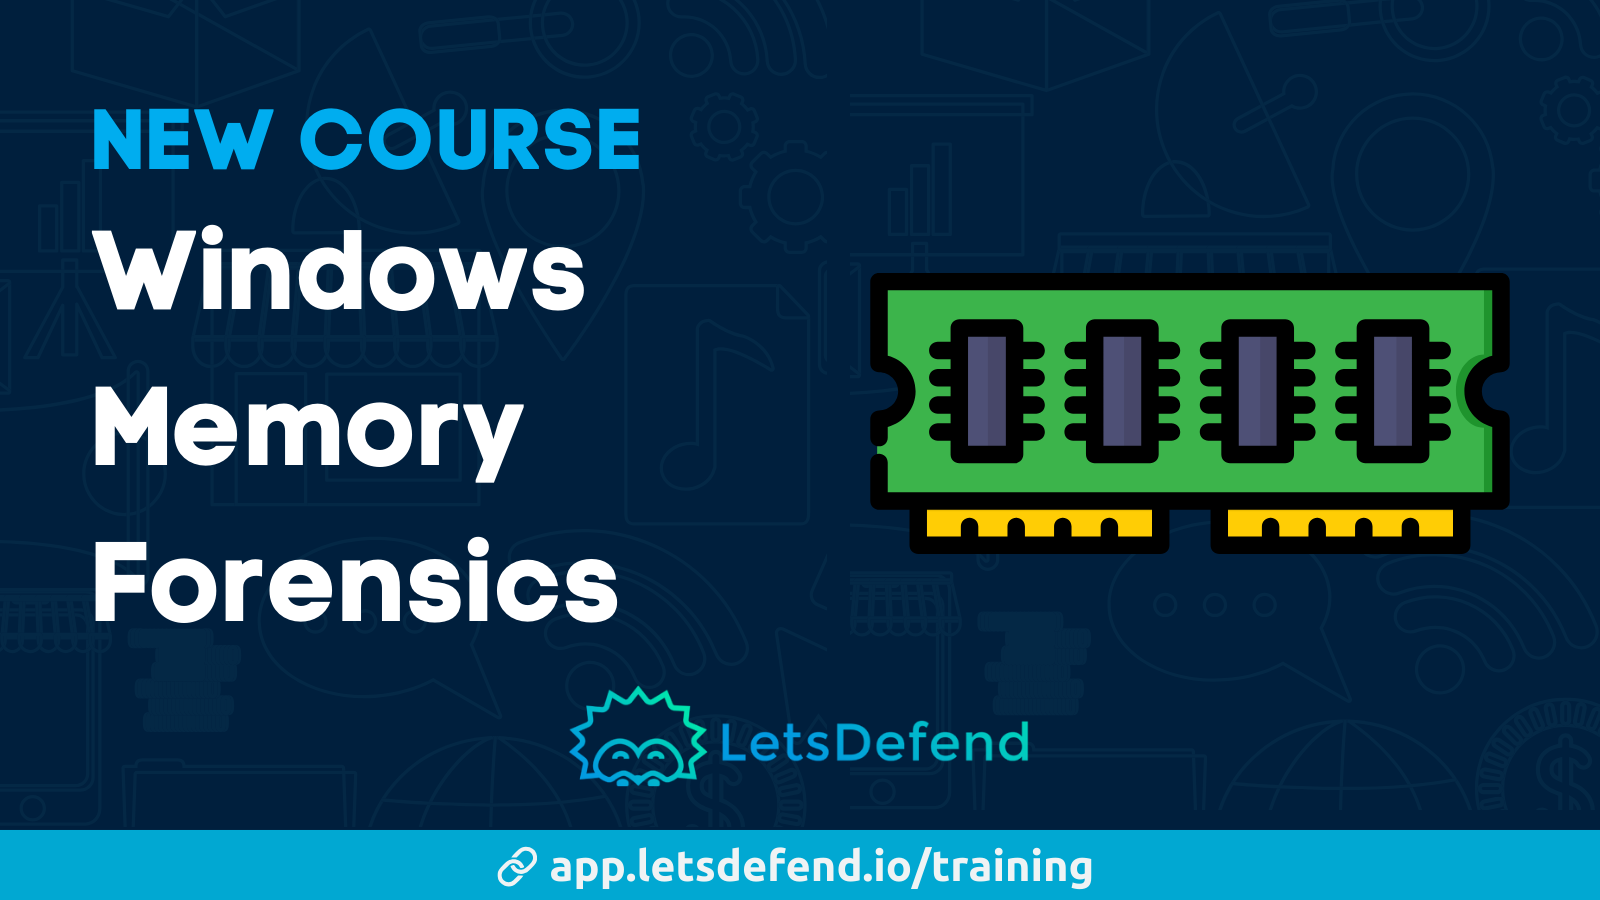 NEW COURSE
Windows
Memory
Forensics
LetsDefend
app.letsdefend.io/training